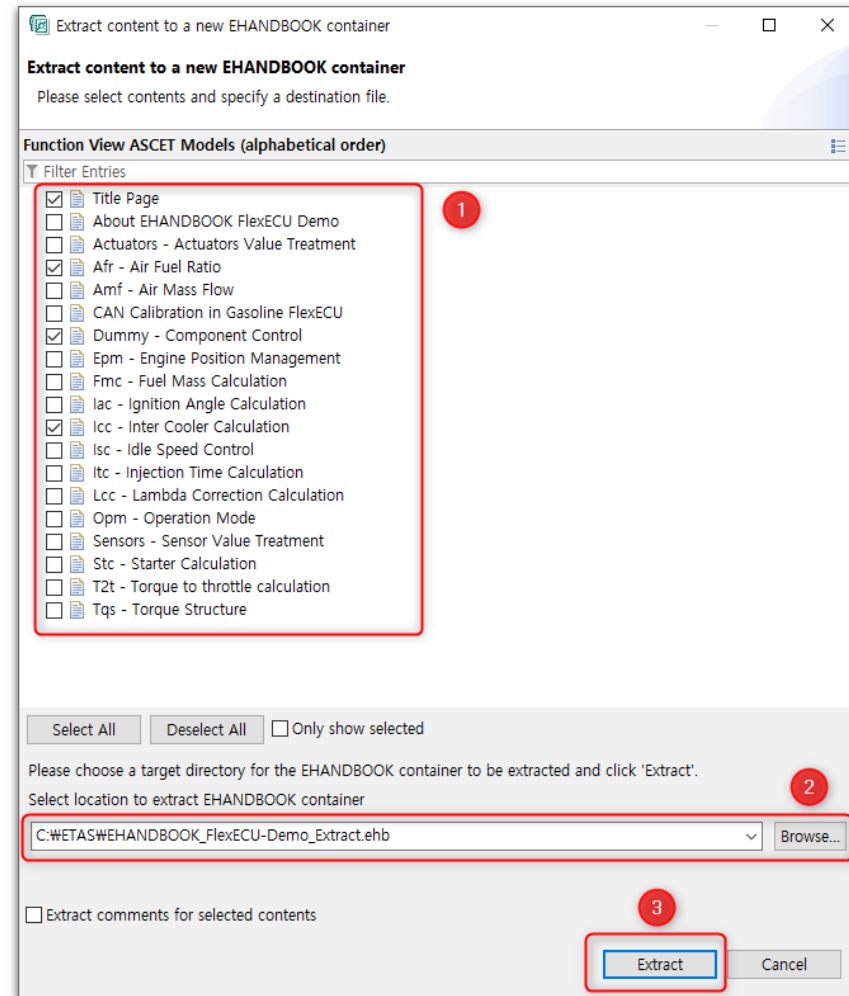 Extract content to a new EHANDBOOK container
Extract content to a new EHANDBOOK container
Please select contents and specify a destination file.
Function View ASCET Models (alphabetical order)
Filter Entries
Title Page
1
About EHANDBOOK FlexECU Demo
Actuators - Actuators Value Treatment
Afr - Air Fuel Ratio
Amf - Air Mass Flow
CAN Calibration in Gasoline FlexECU
Dummy - Component Control
Epm - Engine Position Management
Fmc - Fuel Mass Calculation
Iac - Ignition Angle Calculation
Icc - Inter Cooler Calculation
Isc - Idle Speed Control
Itc - Injection Time Calculation
Lcc - Lambda Correction Calculation
Opm - Operation Mode
Sensors - Sensor Value Treatment
Stc - Starter Calculation
T2t - Torque to throttle calculation
Tqs - Torque Structure
Select All Deselect All Only show selected
Please choose a target directory for the EHANDBOOK container to be extracted and click 'Extract'.
2
Select location to extract EHANDBOOK container
C:₩ETAS₩EHANDBOOK_FlexECU-Demo_Extract.ehb Browse...
Extract comments for selected contents
3
Extract Cancel